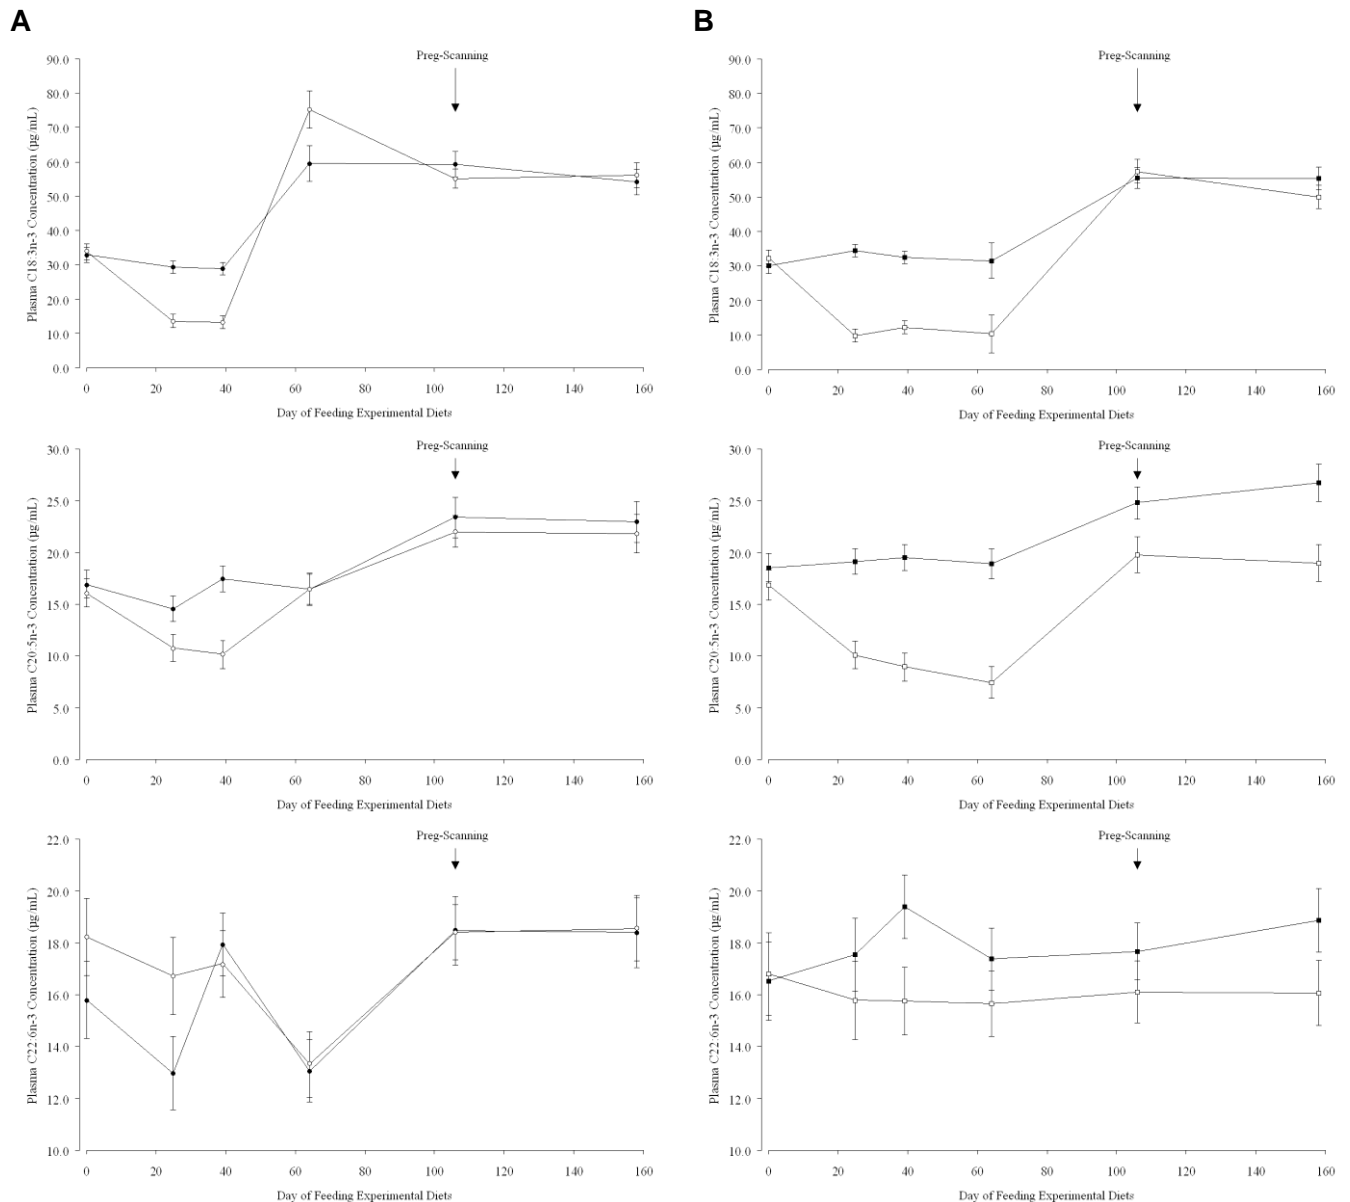 A
B
Preg-Scanning
Plasma C18:3n-3 Concentration (µg/mL)
90.0
80.0
70.0
60.0
50.0
40.0
30.0
20.0
10.0
0.0
0 20 40 60 80 100 120 140 160
Day of Feeding Experimental Diets
Preg-Scanning
Plasma C18:3n-3 Concentration (µg/mL)
90.0
80.0
70.0
60.0
50.0
40.0
30.0
20.0
10.0
0.0
0 20 40 60 80 100 120 140 160
Day of Feeding Experimental Diets
Preg-Scanning
Plasma C20:5n-3 Concentration (µg/mL)
30.0
25.0
20.0
15.0
10.0
5.0
0.0
0 20 40 60 80 100 120 140 160
Day of Feeding Experimental Diets
Preg-Scanning
Plasma C20:5n-3 Concentration (µg/mL)
30.0
25.0
20.0
15.0
10.0
5.0
0.0
0 20 40 60 80 100 120 140 160
Day of Feeding Experimental Diets
Preg-Scanning
Plasma C22:6n-3 Concentration (µg/mL)
22.0
20.0
18.0
16.0
14.0
12.0
10.0
0 20 40 60 80 100 120 140 160
Day of Feeding Experimental Diets
Preg-Scanning
Plasma C22:6n-3 Concentration (µg/mL)
22.0
20.0
18.0
16.0
14.0
12.0
10.0
0 20 40 60 80 100 120 140 160
Day of Feeding Experimental Diets